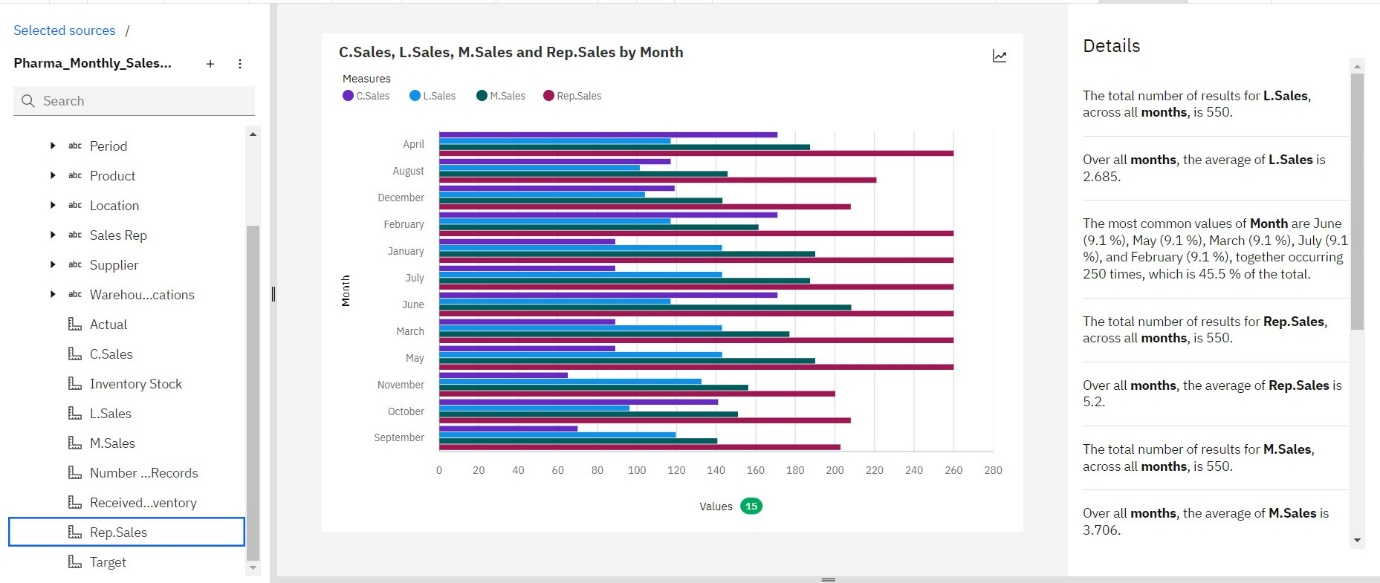 Selected sources /
Pharma_Monthly_Sales... +
Search
abc Period
abc Product
abc Location
abc Sales Rep
abc Supplier
abc Warehou...cations
Actual
C.Sales
Inventory Stock
L.Sales
M.Sales
Number ...Records
Received...ventory
Rep.Sales
Target
C.Sales, L.Sales, M.Sales and Rep.Sales by Month
Measures
C.Sales L.Sales M.Sales Rep.Sales
Month
April
August
December
February
January
July
June
March
May
November
October
September
0 20 40 60 80 100 120 140 160 180 200 220 240 260 280
Values 15
Details
The total number of results for L.Sales,
across all months, is 550.
Over all months, the average of L.Sales is
2.685.
The most common values of Month are June
(9.1 %), May (9.1 %), March (9.1 %), July (9.1
%), and February (9.1 %), together occurring
250 times, which is 45.5 % of the total.
The total number of results for Rep.Sales,
across all months, is 550.
Over all months, the average of Rep.Sales is
5.2.
The total number of results for M.Sales,
across all months, is 550.
Over all months, the average of M.Sales is
3.706.